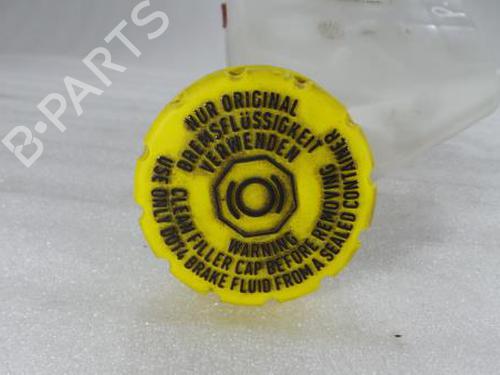 B-PARTS
NUR ORIGINAL
BREMSFLÜSSIGKEIT
VERWENDEN
WARNING
CLEAN FILLER CAP BEFORE REMOVING
USE ONLY DOT4 BRAKE FLUID FROM A SEALED CONTAINER